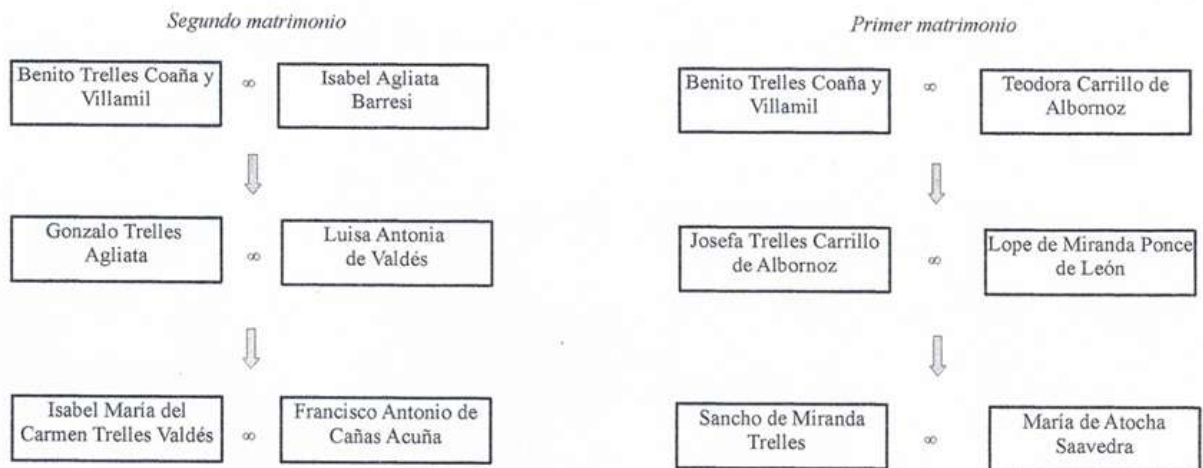 Segundo matrimonio
Benito Trelles Coaña y
Villamil
∞
Isabel Agliata
Barresi
Gonzalo Trelles
Agliata
∞
Luisa Antonia
de Valdés
Isabel María del
Carmen Trelles Valdés
∞
Francisco Antonio de
Cañas Acuña
Primer matrimonio
Benito Trelles Coaña y
Villamil
∞
Teodora Carrillo de
Albornoz
Josefa Trelles Carrillo
de Albornoz
∞
Lope de Miranda Ponce
de León
Sancho de Miranda
Trelles
∞
María de Atocha
Saavedra